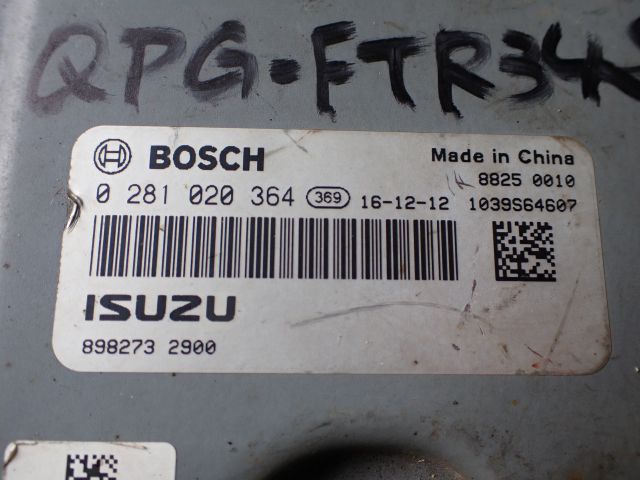 QPG-FTR34S
BOSCH
Made in China
8825 0010
0 281 020 364 369 16-12-12 1039S64607
ISUZU
898273 2900